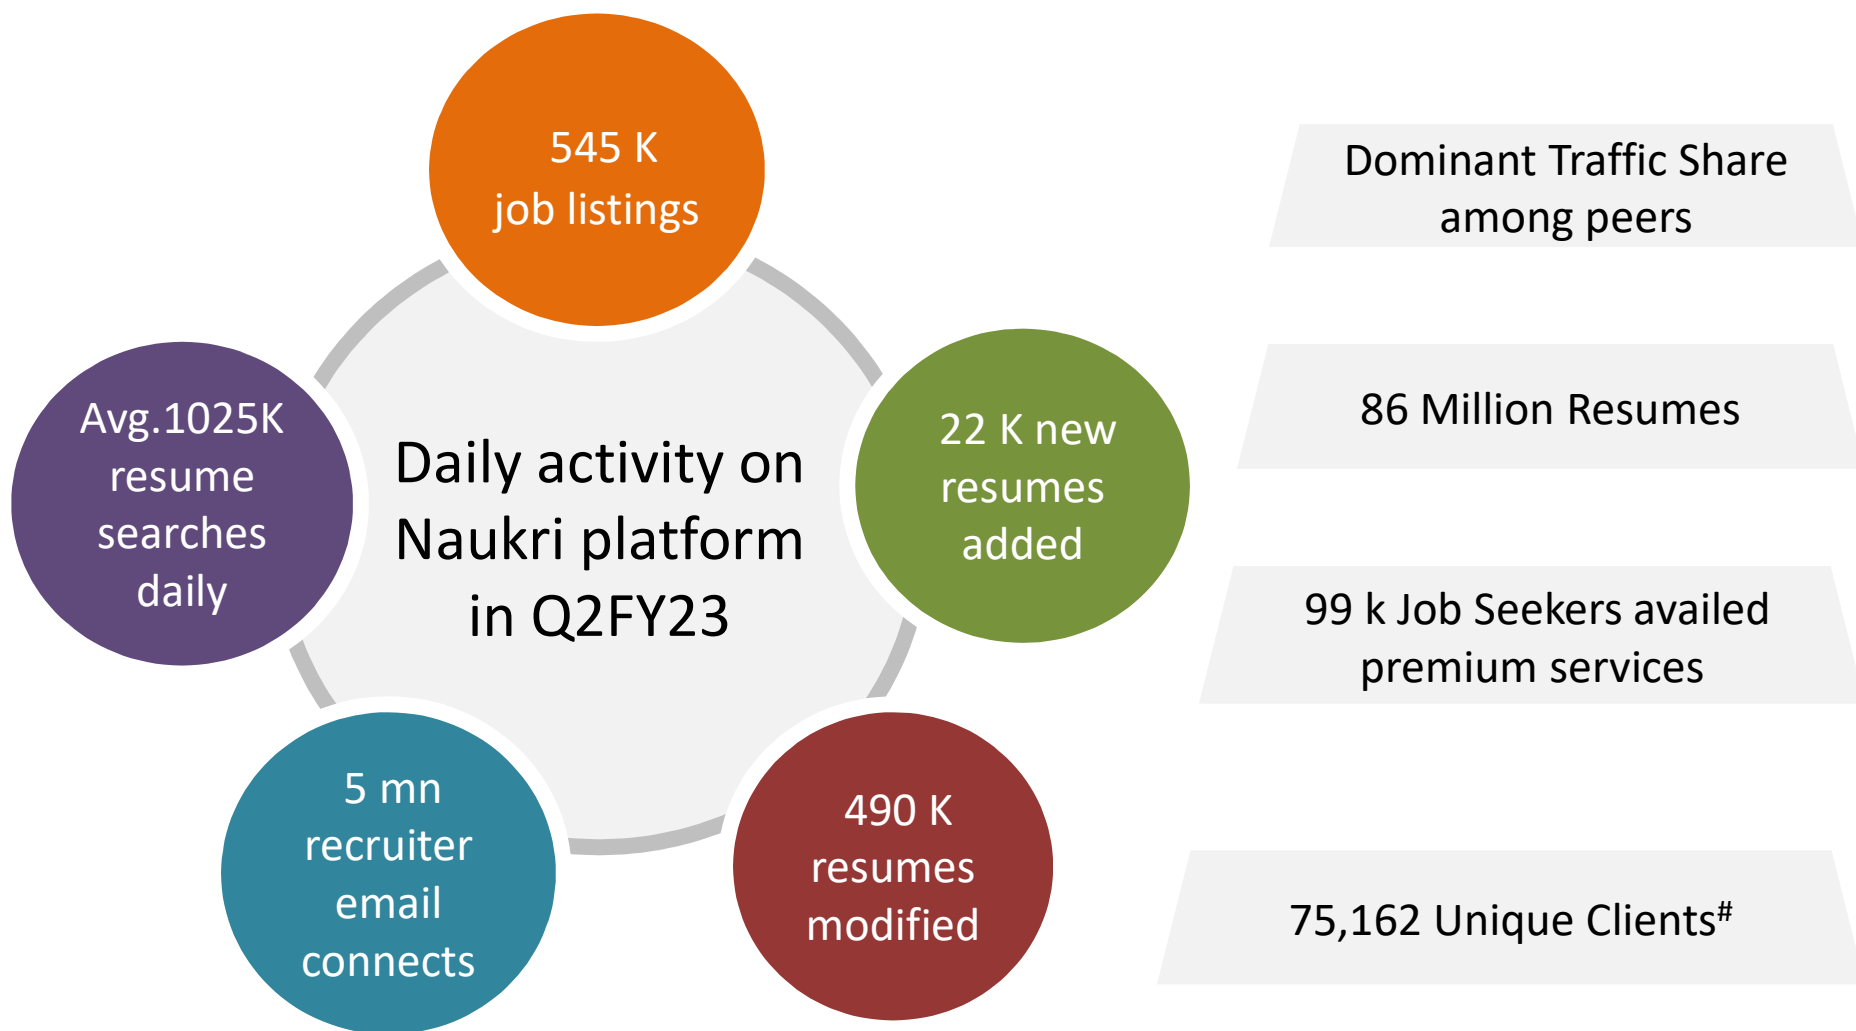 545 K
job listings
Avg.1025K
resume
searches
daily
Daily activity on
Naukri platform
in Q2FY23
22 K new
resumes
added
5 mn
recruiter
email
connects
490 K
resumes
modified
Dominant Traffic Share
among peers
86 Million Resumes
99 k Job Seekers availed
premium services
75,162 Unique Clients#